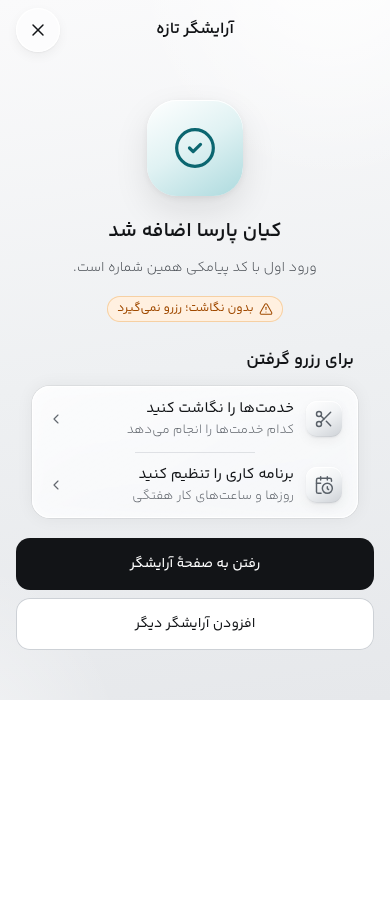 آرایشگر تازه
کیان پارسا اضافه شد
ورود اول با کد پیامکی همین شماره است.
بدون نگاشت؛ رزرو نمی‌گیرد
برای رزرو گرفتن
خدمت‌ها را نگاشت کنید
کدام خدمت‌ها را انجام می‌دهد
برنامه کاری را تنظیم کنید
روزها و ساعت‌های کار هفتگی
رفتن به صفحهٔ آرایشگر
افزودن آرایشگر دیگر